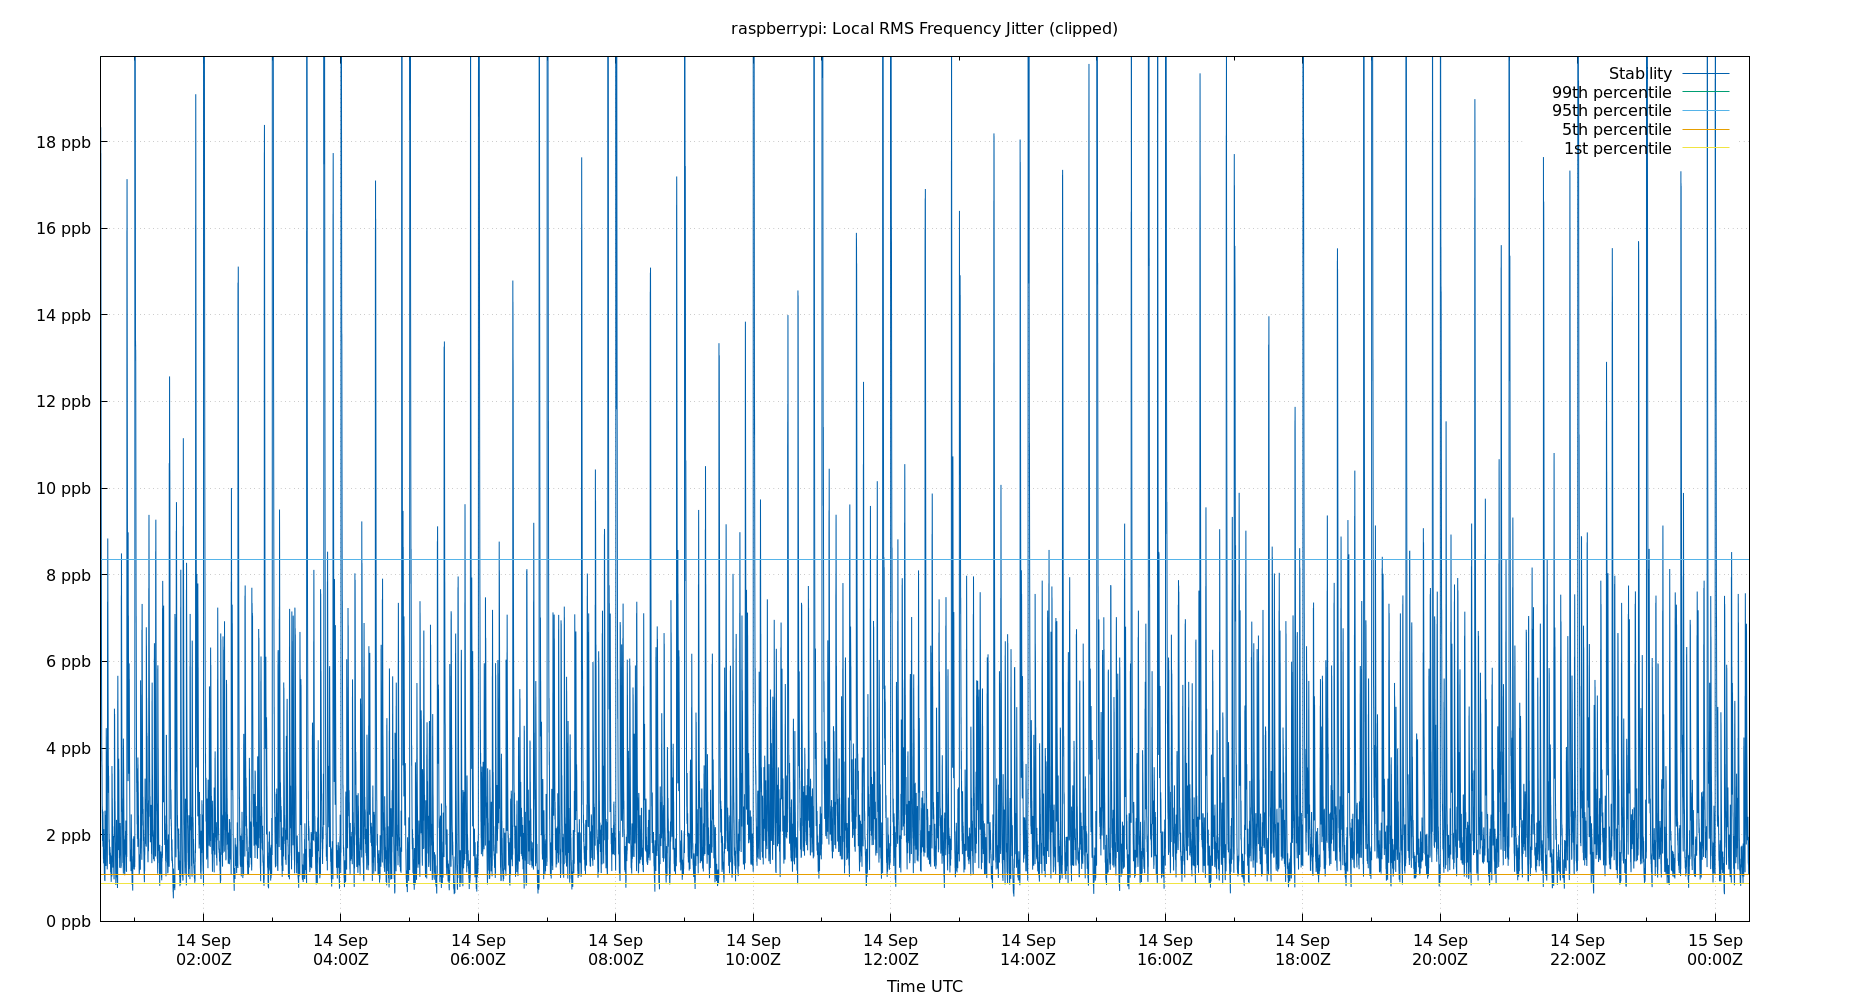 raspberrypi: Local RMS Frequency Jitter (clipped)
Stability
99th percentile
95th percentile
5th percentile
1st percentile
18 ppb
16 ppb
14 ppb
12 ppb
10 ppb
8 ppb
6 ppb
4 ppb
2 ppb
0 ppb
14 Sep 14 Sep 14 Sep 14 Sep 14 Sep 14 Sep 14 Sep 14 Sep 14 Sep 14 Sep 14 Sep 15 Sep
02:00Z 04:00Z 06:00Z 08:00Z 10:00Z 12:00Z 14:00Z 16:00Z 18:00Z 20:00Z 22:00Z 00:00Z
Time UTC